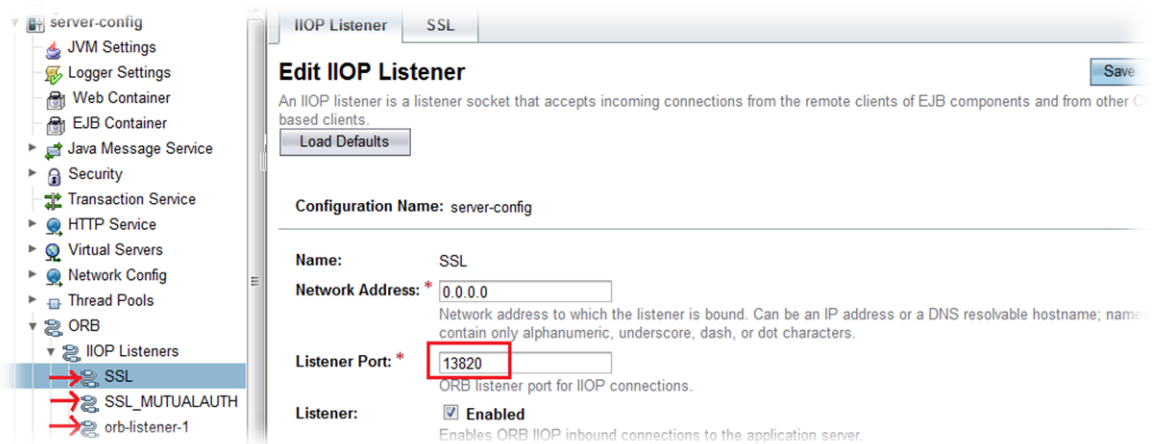 server-config
JVM Settings
Logger Settings
Web Container
EJB Container
Java Message Service
Security
Transaction Service
HTTP Service
Virtual Servers
Network Config
Thread Pools
ORB
IIOP Listeners
SSL
SSL_MUTUALAUTH
orb-listener-1
IIOP Listener SSL
Edit IIOP Listener
Save
An IIOP listener is a listener socket that accepts incoming connections from the remote clients of EJB components and from other
based clients.
Load Defaults
Configuration Name: server-config
Name: SSL
Network Address: * 0.0.0.0
Network address to which the listener is bound. Can be an IP address or a DNS resolvable hostname;
contain only alphanumeric, underscore, dash, or dot characters.
Listener Port: * 13820
ORB listener port for IIOP connections.
Listener: Enabled
Enables ORB IIOP inbound connections to the application server.